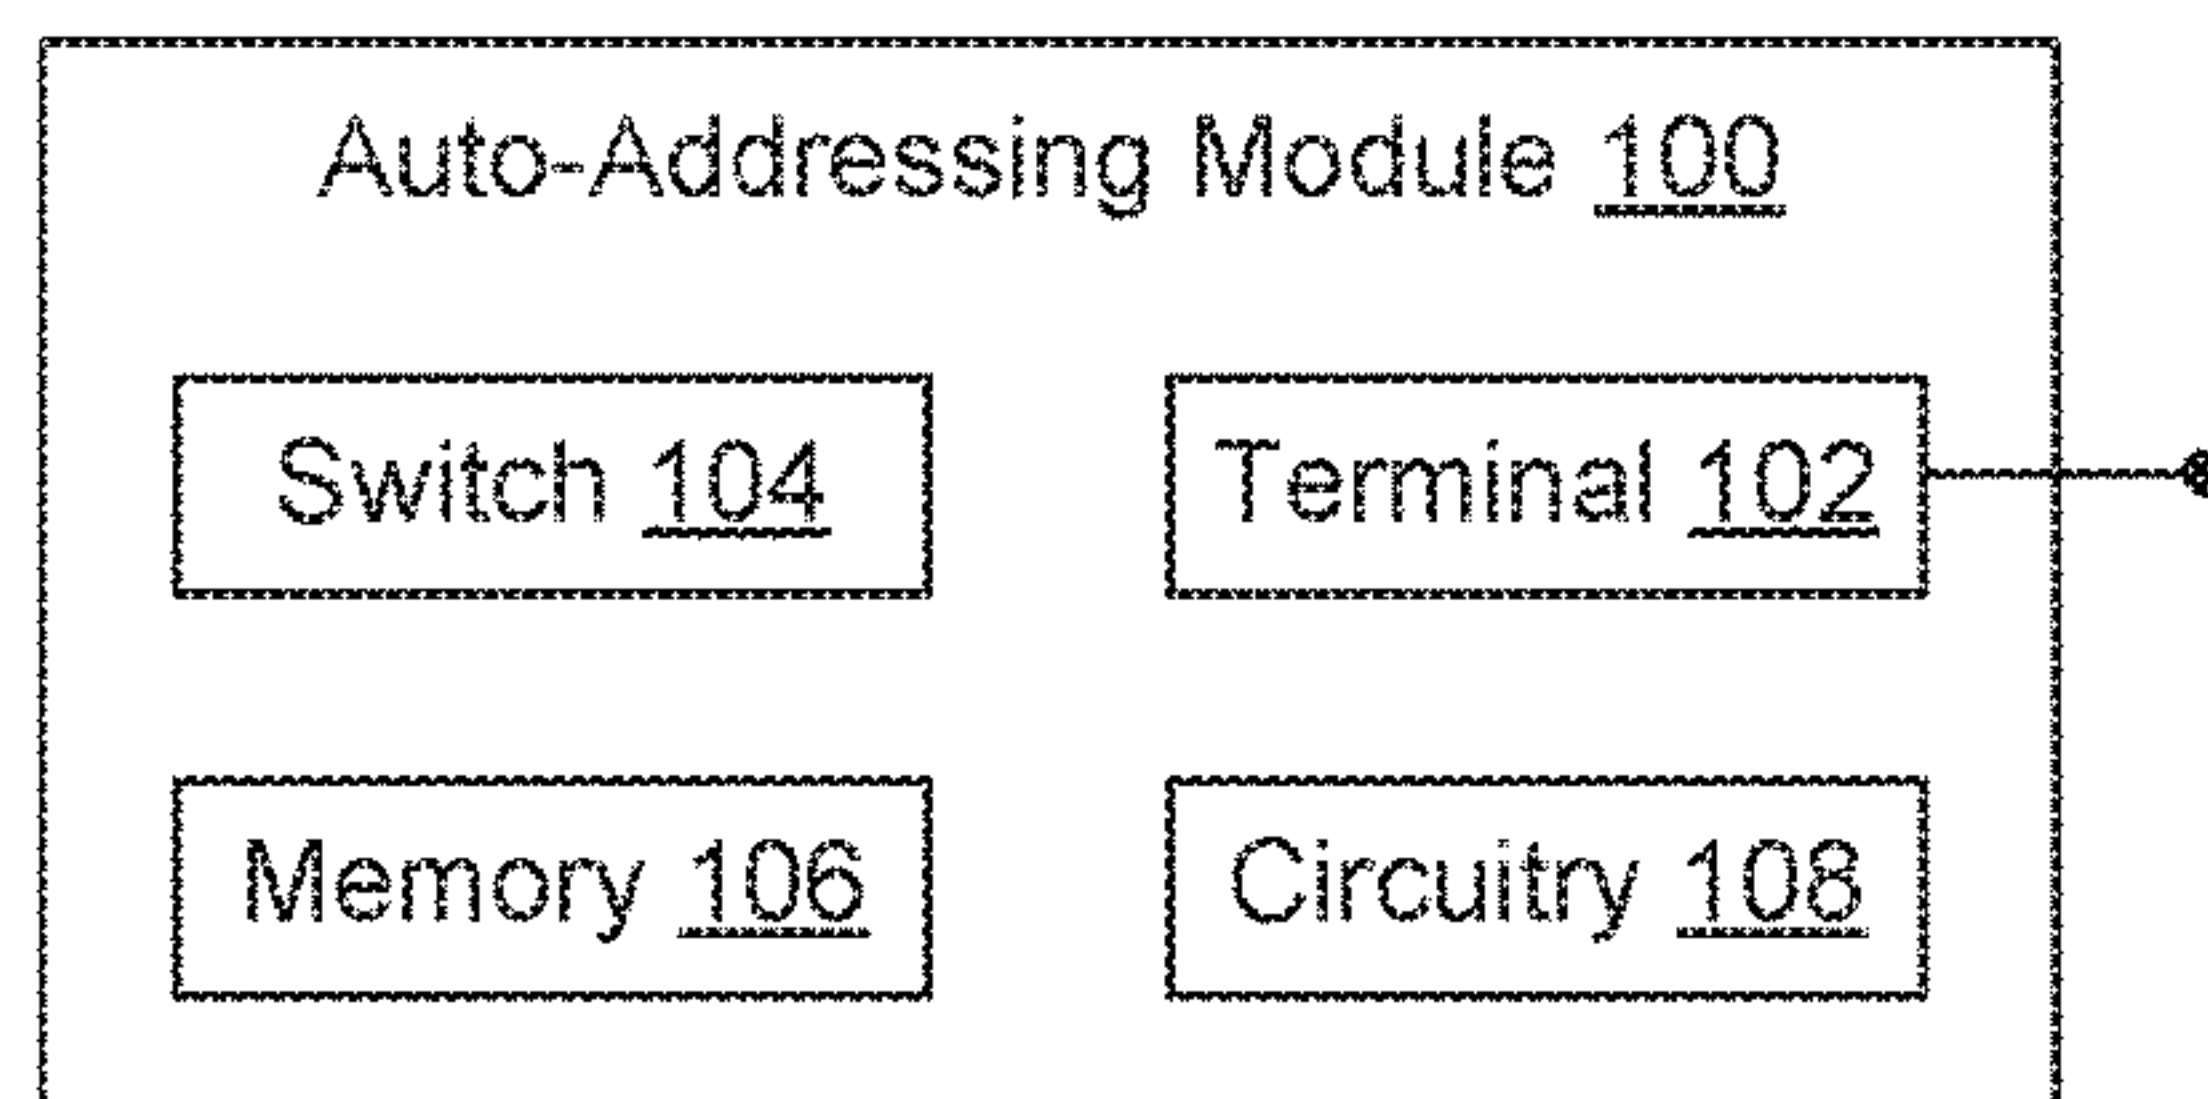 Auto-Addressing Module 100
Switch 104
Terminal 102
Memory 106
Circuitry 108